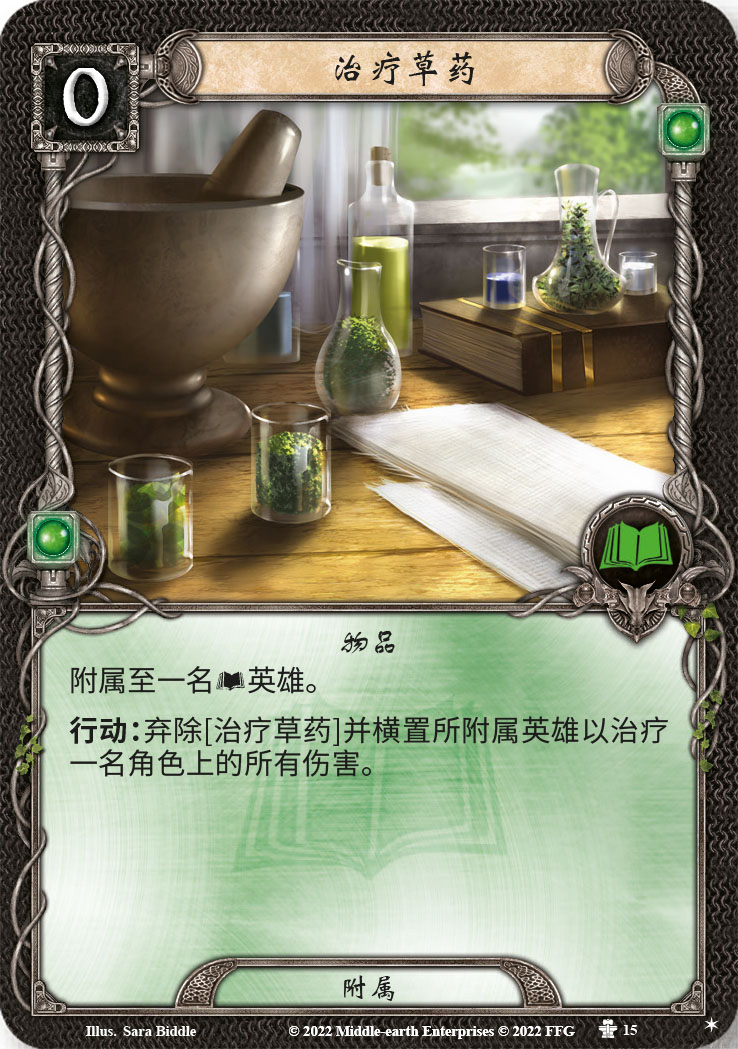 0
治疗草药
物品
附属至一名英雄。
行动：弃除[治疗草药]并横置所附属英雄以治疗
一名角色上的所有伤害。
附属
Illus. Sara Biddle © 2022 Middle-earth Enterprises © 2022 FFG 15